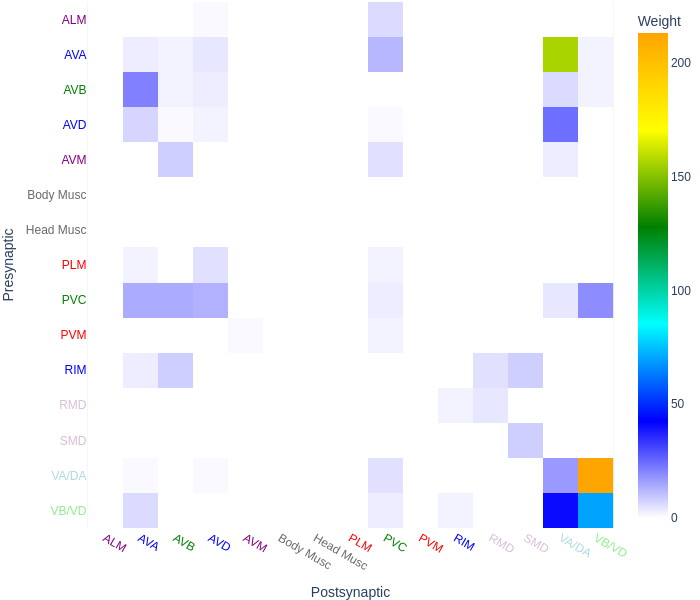 Weight
ALM
AVA
AVB
AVD
AVM
Body Musc
Head Musc
PLM
PVC
PVM
RIM
RMD
SMD
VA/DA
VB/VD
Presynaptic
200
150
100
50
0
ALM
AVA
AVB
AVD
AVM
Body Musc
Head Musc
PLM
PVC
PVM
RIM
RMD
SMD
VA/DA
VB/VD
Postsynaptic